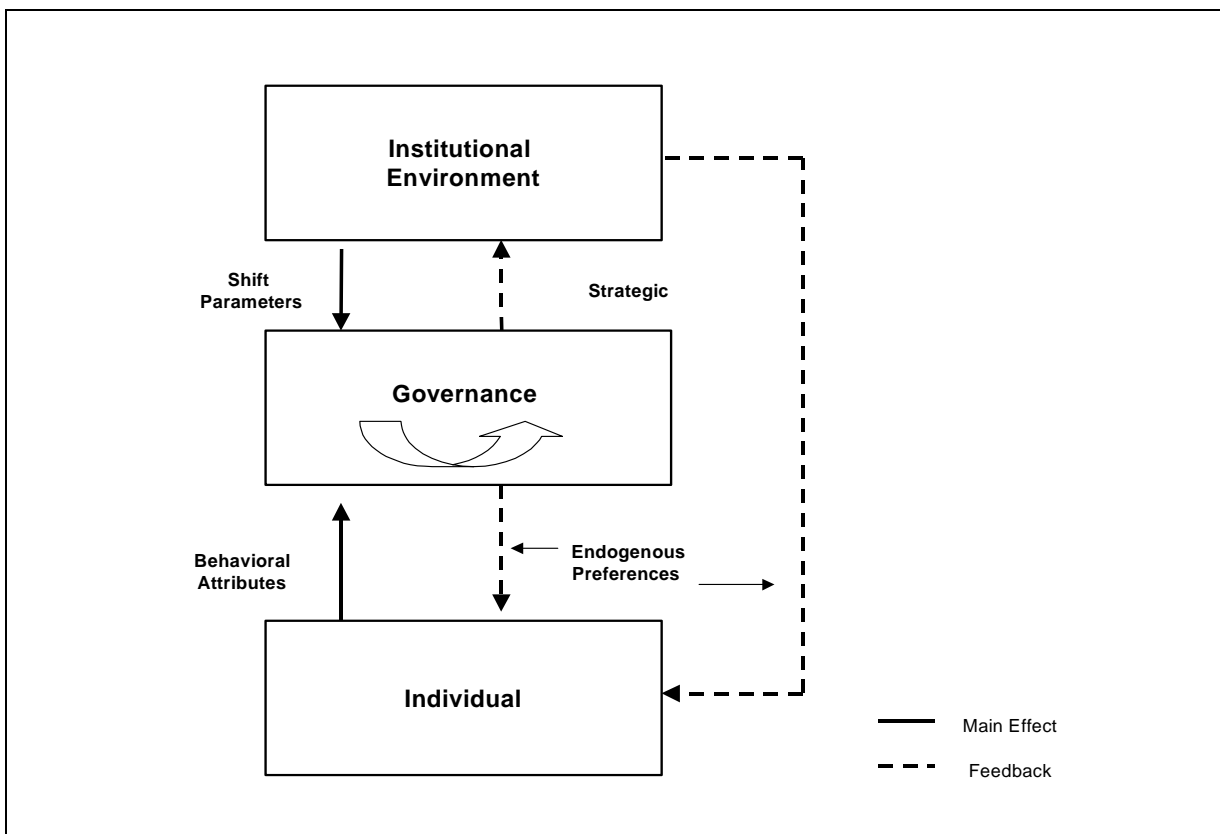 Institutional
Environment
Shift
Parameters
Strategic
Governance
Behavioral
Attributes
Endogenous
Preferences
Individual
Main Effect
Feedback